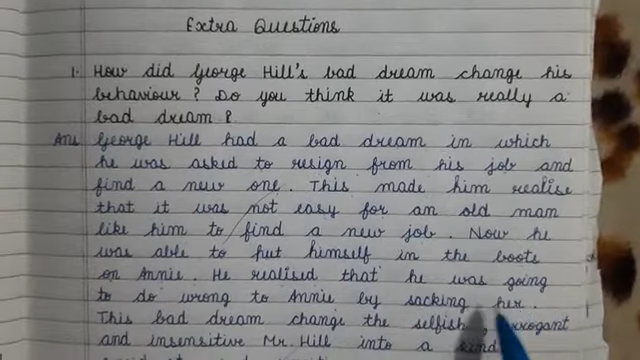 Extra Questions
1. How did George Hill's bad dream change his
behaviour? Do you think it was really a
bad dream?
Ans George Hill had a bad dream in which
he was asked to resign from his job and
find a new one. This made him realise
that it was not easy for an old man
like him to find a new job. Now he
was able to put himself in the boots
on Annie. He realised that he was going
to do wrong to Annie by sacking her.
This bad dream change the selfish, arrogant
and insensitive Mr. Hill into a kind